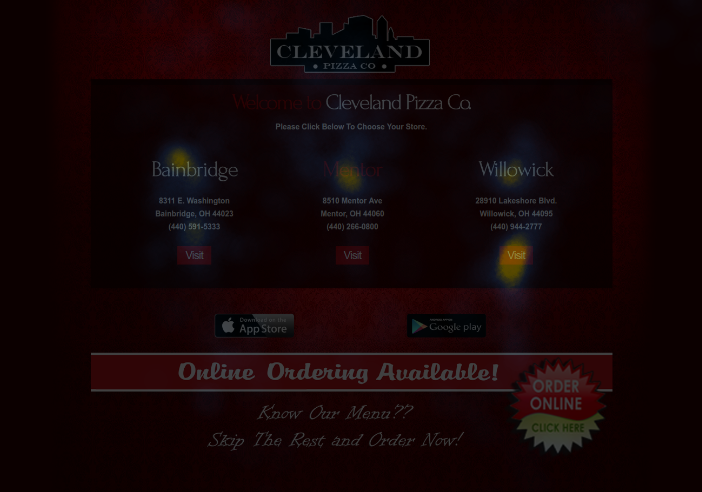 CLEVELAND
PIZZA CO
Welcome To Cleveland Pizza Co.
Please Click Below To Choose Your Store.
Bainbridge
8311 E. Washington
Bainbridge, OH 44023
(440) 591-5333
Visit
Mentor
8510 Mentor Ave
Mentor, OH 44060
(440) 266-0800
Visit
Willowick
28910 Lakeshore Blvd.
Willowick, OH 44095
(440) 944-2777
Visit
Download on the
App Store
Google play
Online Ordering Available!
ORDER
ONLINE
CLICK HERE
Know Our Menu??
Skip The Rest and Order Now!